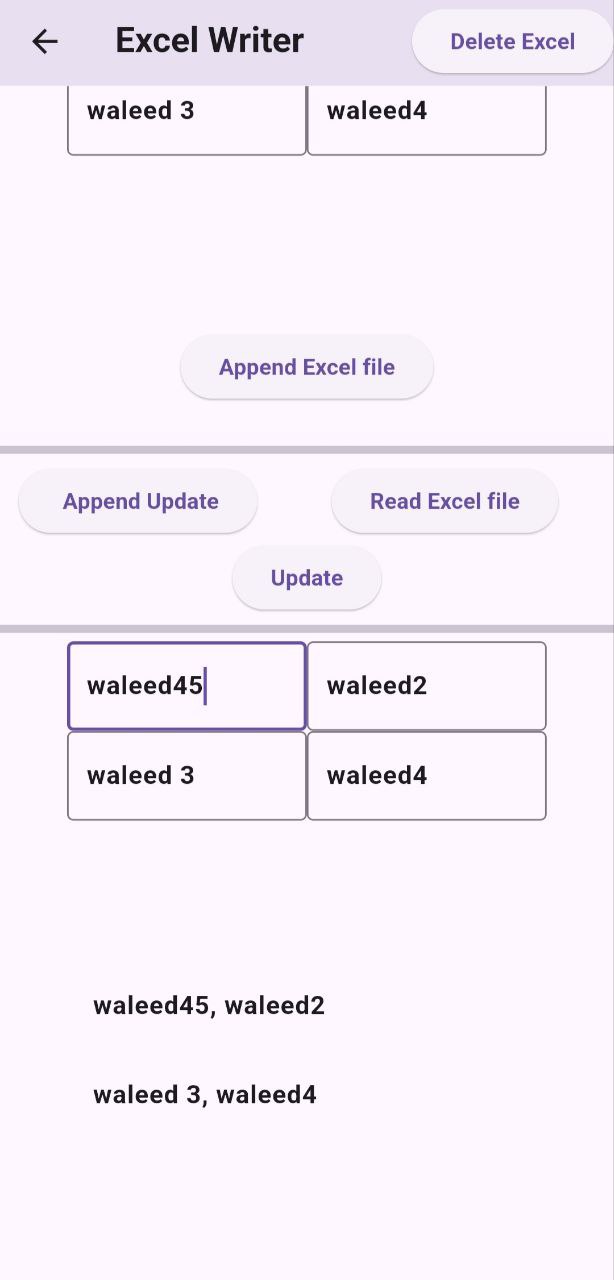 Excel Writer Delete Excel
waleed 3 waleed4
Append Excel file
Append Update Read Excel file
Update
waleed45 waleed2
waleed 3 waleed4
waleed45, waleed2
waleed 3, waleed4